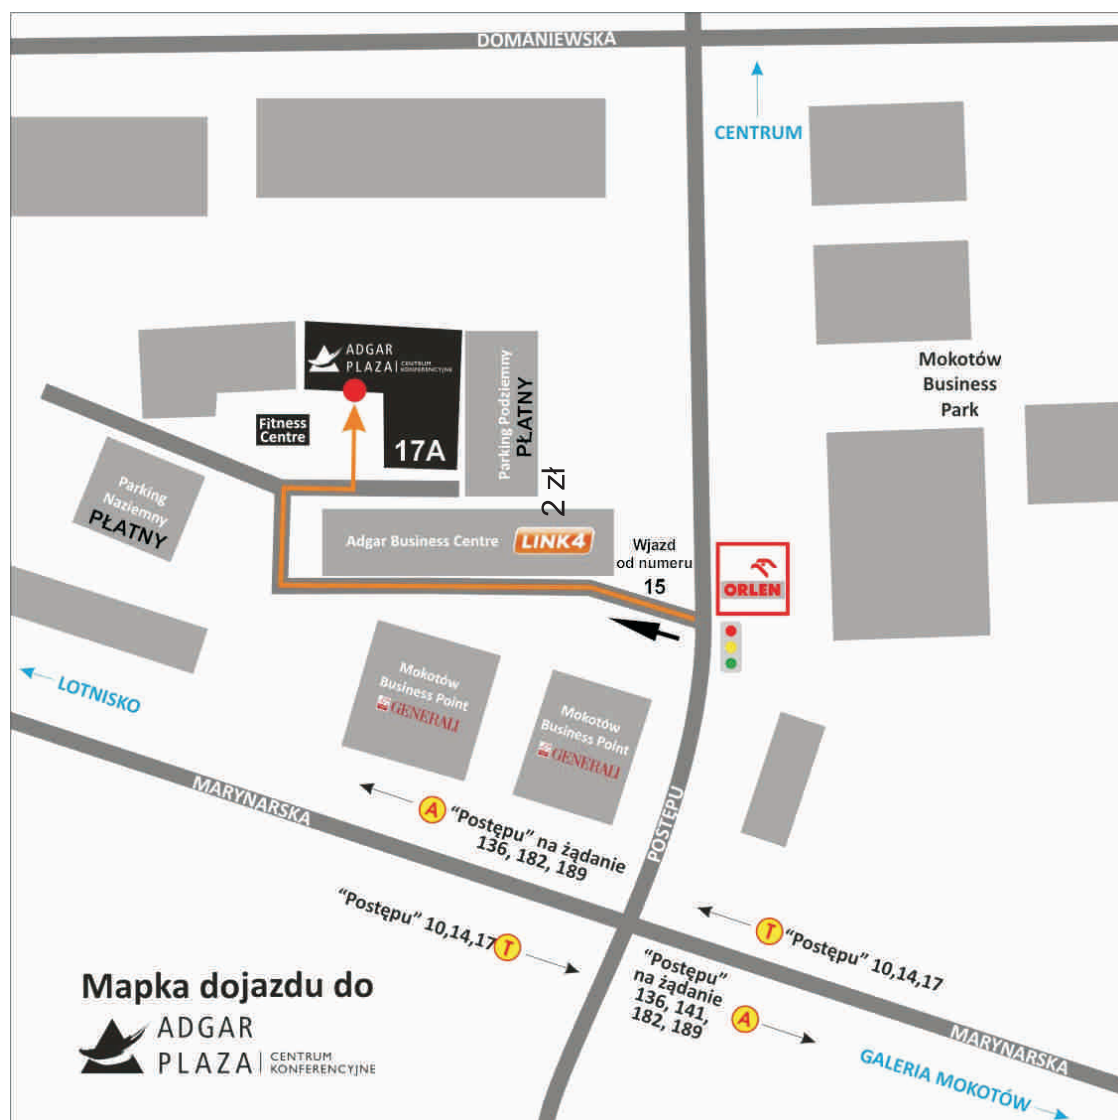 DOMANIEWSKA
CENTRUM
ADGAR
PLAZA
CENTRUM
KONFERENCYJNE
Mokotów
Business
Park
Fitness
Centre
17A
Parking Podziemny
PŁATNY
2 zł
Parking
Naziemny
PŁATNY
Adgar Business Centre
LINK4
Wjazd
od numeru
15
ORLEN
LOTNISKO
Mokotów
Business Point
GENERALI
Mokotów
Business Point
GENERALI
MARYNARSKA
POSTĘPU
A
"Postępu" na żądanie
136, 182, 189
"Postępu" 10,14,17
T
T
"Postępu" 10,14,17
"Postępu"
na żądanie
136, 141,
182, 189
A
MARYNARSKA
GALERIA MOKOTÓW
Mapka dojazdu do
ADGAR
PLAZA
CENTRUM
KONFERENCYJNE